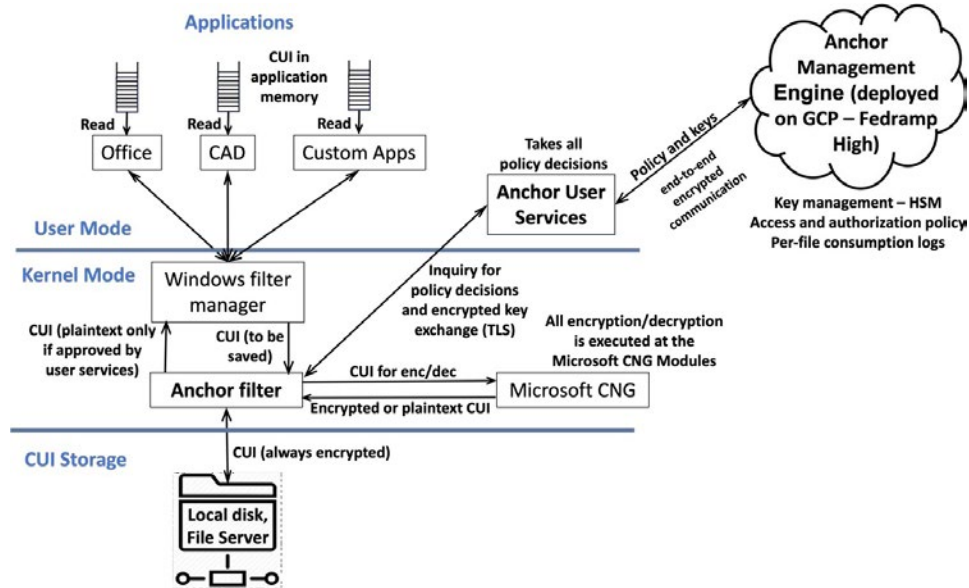 Applications
CUI in
application
memory
Read
Read
Read
Office
CAD
Custom Apps
Takes all
policy decisions
Anchor User
Services
Policy and keys
end-to-end
encrypted
communication
Anchor
Management
Engine (deployed
on GCP – Fedramp
High)
Key management – HSM
Access and authorization policy
Per-file consumption logs
User Mode
Kernel Mode
Windows filter
manager
Inquiry for
policy decisions
and encrypted key
exchange (TLS)
CUI (plaintext only
if approved by
user services)
CUI (to be
saved)
All encryption/decryption
is executed at the
Microsoft CNG Modules
Anchor filter
CUI for enc/dec
Encrypted or plaintext CUI
Microsoft CNG
CUI Storage
CUI (always encrypted)
Local disk,
File Server